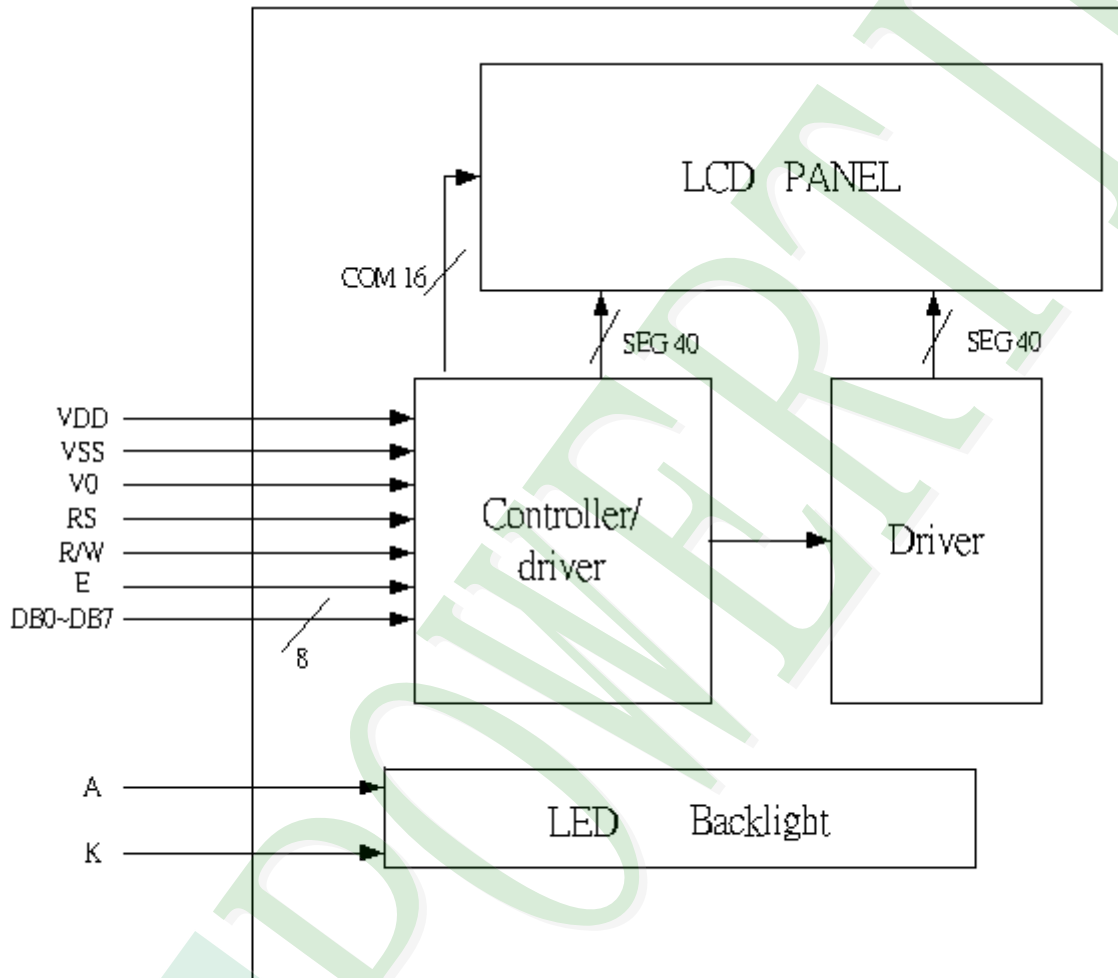 LCD PANEL
COM 16
SEG 40
SEG 40
VDD
VSS
V0
RS
R/W
E
DB0~DB7
8
Controller/
driver
Driver
A
K
LED Backlight